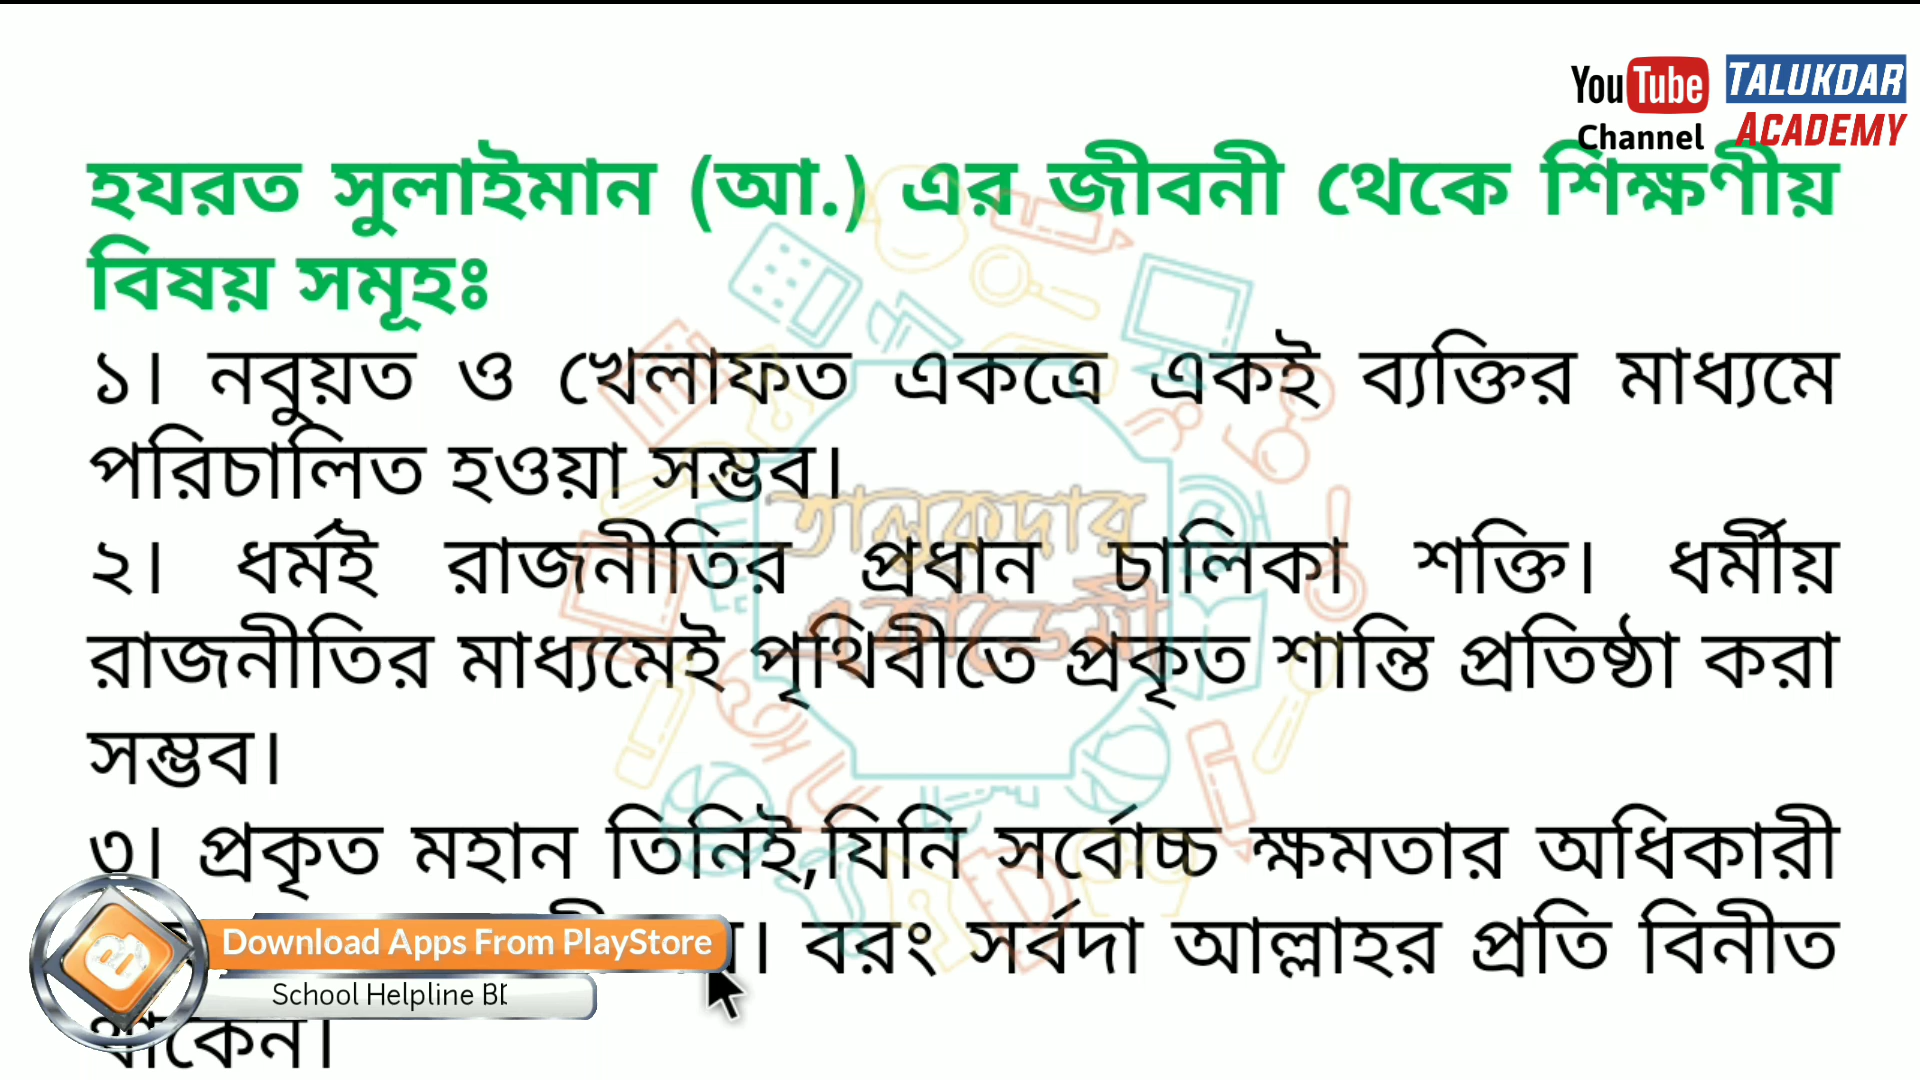 YouTube TALUKDAR
Channel ACADEMY
হযরত সুলাইমান (আ.) এর জীবনী থেকে শিক্ষণীয়
বিষয় সমূহঃ
১। নবুয়ত ও খেলাফত একত্রে একই ব্যক্তির মাধ্যমে
পরিচালিত হওয়া সম্ভব।
তালুকদার
২। ধর্মই রাজনীতির প্রধান চালিকা শক্তি। ধর্মীয়
একাডেমী
রাজনীতির মাধ্যমেই পৃথিবীতে প্রকৃত শান্তি প্রতিষ্ঠা করা
সম্ভব।
৩। প্রকৃত মহান তিনিই,যিনি সর্বোচ্চ ক্ষমতার অধিকারী
বরং সর্বদা আল্লাহর প্রতি বিনীত
Download Apps From PlayStore
School Helpline
থাকেন।